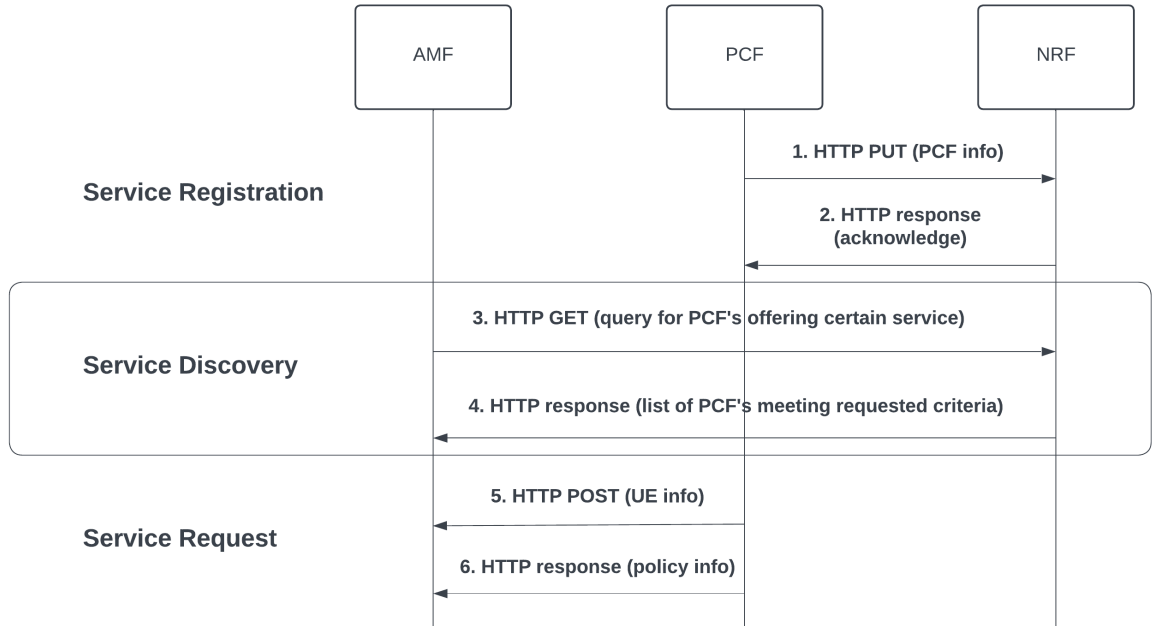 AMF
PCF
NRF
1. HTTP PUT (PCF info)
Service Registration
2. HTTP response
(acknowledge)
3. HTTP GET (query for PCF's offering certain service)
Service Discovery
4. HTTP response (list of PCF's meeting requested criteria)
5. HTTP POST (UE info)
Service Request
6. HTTP response (policy info)